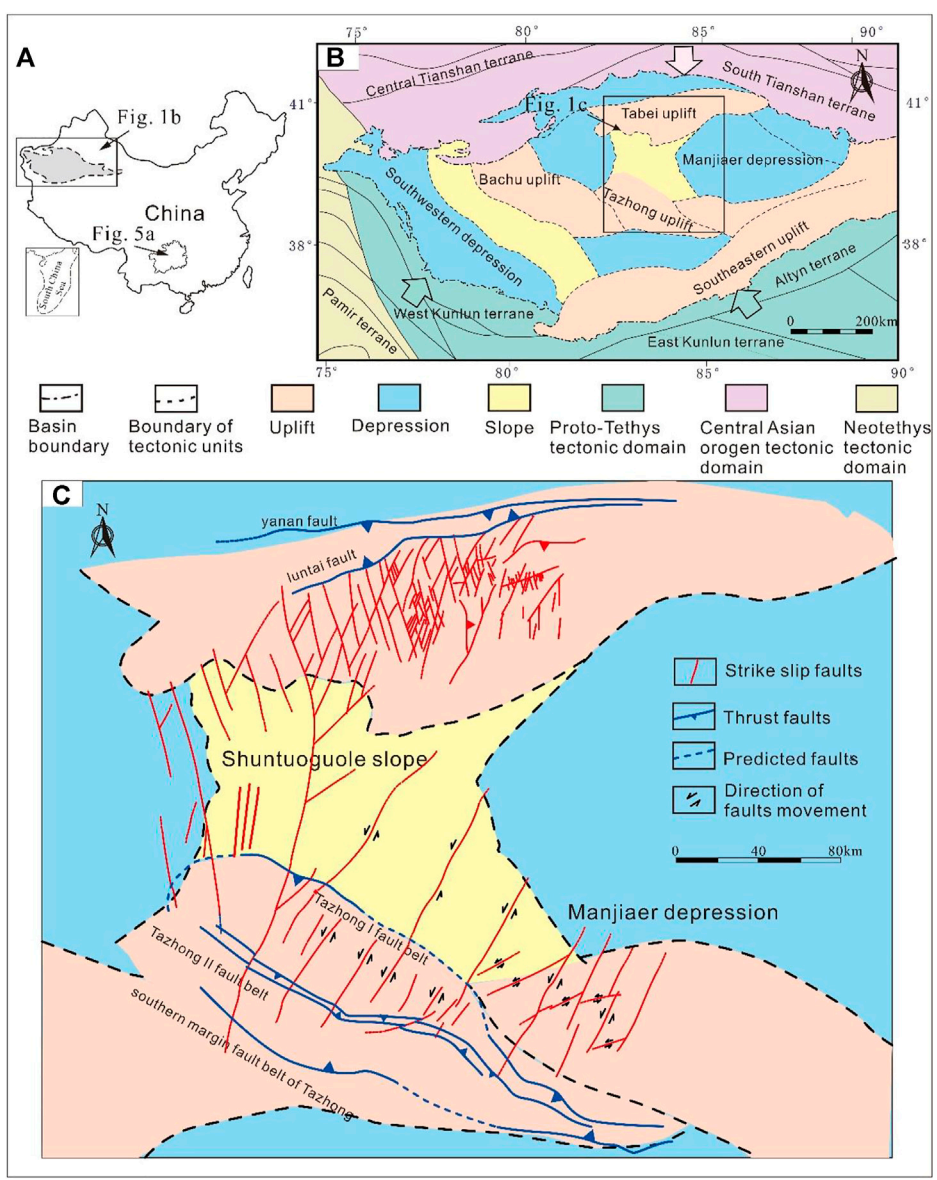 A
Fig. 1b
China
Fig. 5a
South China
Sea
75°
80°
85°
90°
B
N
Central Tianshan terrane
South Tianshan terrane
41°
41°
Fig. 1c
Tabei uplift
Manjiaer depression
Bachu uplift
Tazhong uplift
Southwestern depression
38°
38°
Southeastern uplift
Altyn terrane
West Kunlun terrane
Pamir terrane
East Kunlun terrane
0 200km
75°
80°
85°
90°
Basin
boundary
Boundary of
tectonic units
Uplift
Depression
Slope
Proto-Tethys
tectonic domain
Central Asian
orogen tectonic
domain
Neotethys
tectonic
domain
C
N
yanan fault
luntai fault
Strike slip faults
Thrust faults
Predicted faults
Direction of
faults movement
0 40 80km
Shuntuoguole slope
Manjiaer depression
Tazhong I fault belt
Tazhong II fault belt
southern margin fault belt of Tazhong